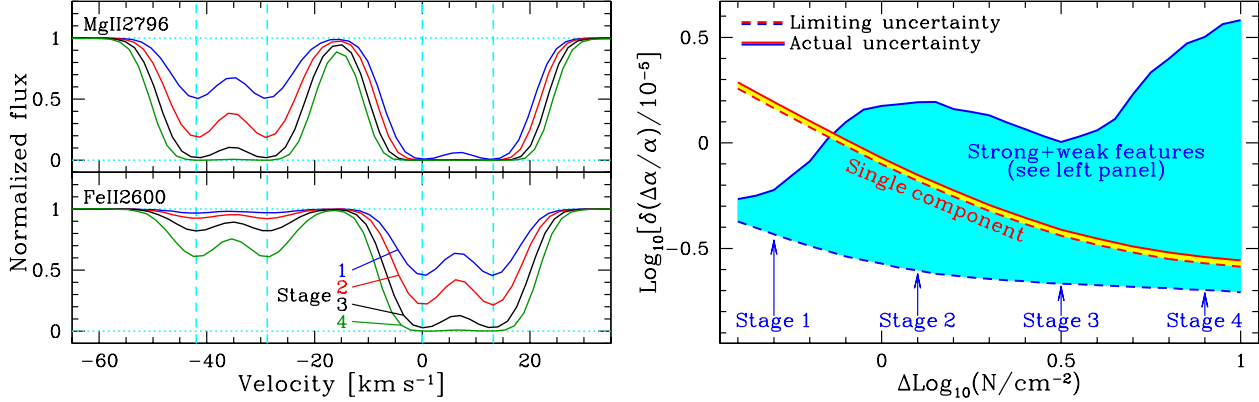 MgII2796
1
0.5
0
FeII2600
1
0.5
0
Normalized flux
1
2
Stage 3
4
−60 −40 −20 0 20
Velocity [km s⁻¹]
Limiting uncertainty
Actual uncertainty
0.5
0
−0.5
Log₁₀[δ(Δα/α)/10⁻⁵]
Strong+weak features
(see left panel)
Single component
Stage 1 Stage 2 Stage 3 Stage 4
0 0.5 1
ΔLog₁₀(N/cm⁻²)